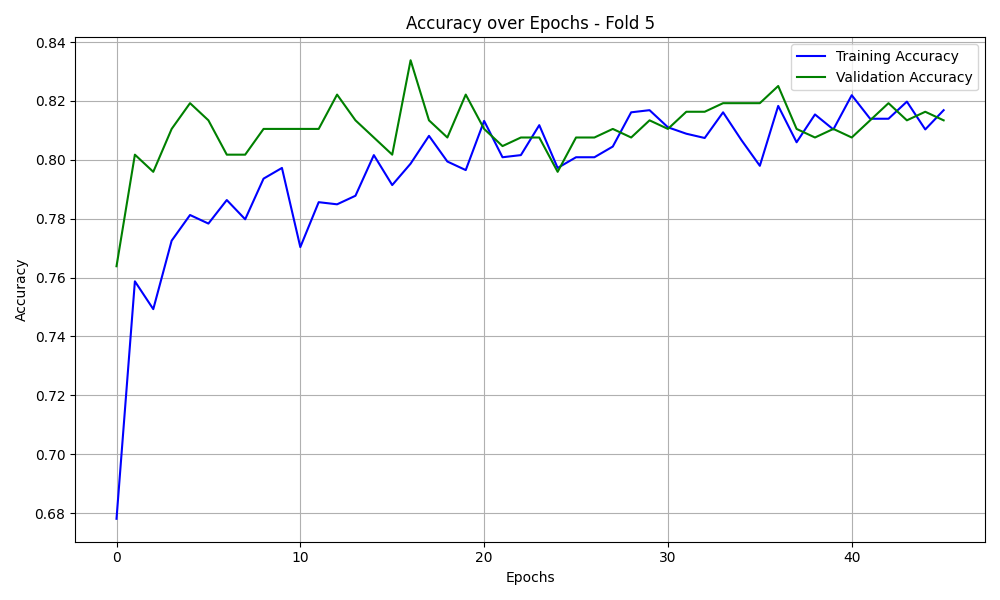 Accuracy over Epochs - Fold 5
Training Accuracy
Validation Accuracy
Accuracy
0.84
0.82
0.80
0.78
0.76
0.74
0.72
0.70
0.68
0
10
20
30
40
Epochs